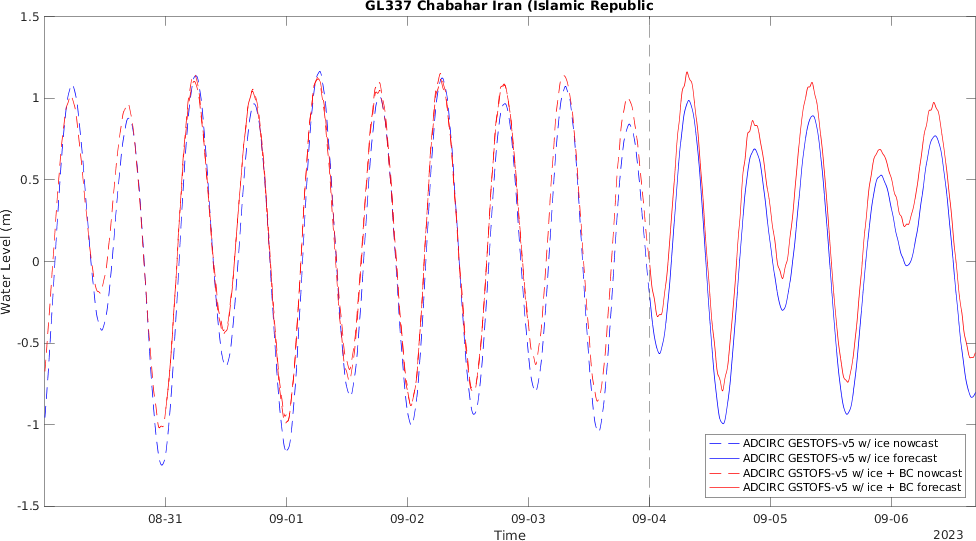 GL337 Chabahar Iran (Islamic Republic
1.5
1
0.5
0
-0.5
-1
-1.5
Water Level (m)
08-31
09-01
09-02
09-03
09-04
09-05
09-06
Time
2023
ADCIRC GESTOFS-v5 w/ ice nowcast
ADCIRC GESTOFS-v5 w/ ice forecast
ADCIRC GSTOFS-v5 w/ ice + BC nowcast
ADCIRC GSTOFS-v5 w/ ice + BC forecast